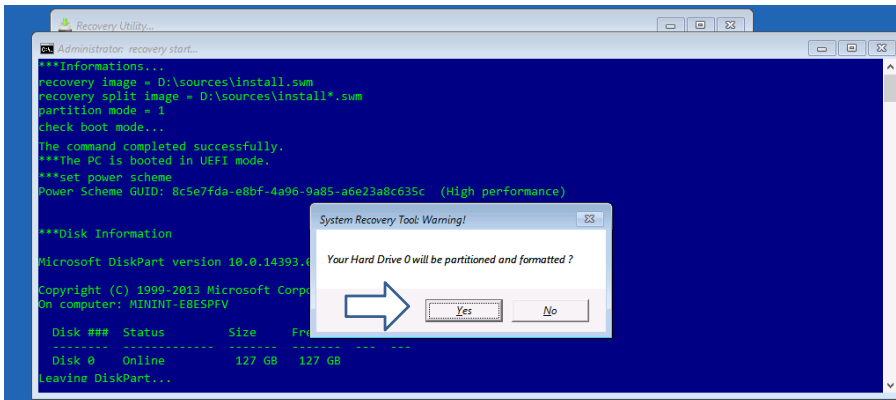 Recovery Utility...
Administrator: recovery start...
***Informations...
recovery image = D:\sources\install.swm
recovery split image = D:\sources\install*.swm
partition mode = 1
check boot mode...
The command completed successfully.
***The PC is booted in UEFI mode.
***set power scheme
Power Scheme GUID: 8c5e7fda-e8bf-4a96-9a85-a6e23a8c635c (High performance)
System Recovery Tool: Warning!
***Disk Information
Your Hard Drive 0 will be partitioned and formatted ?
Microsoft DiskPart version 10.0.14393.
Copyright (C) 1999-2013 Microsoft Corp
On computer: MININT-E8ESPFV
Yes
No
Disk ### Status Size Fre
-------- ------------- ------- ------- --- ---
Disk 0 Online 127 GB 127 GB
Leaving DiskPart...